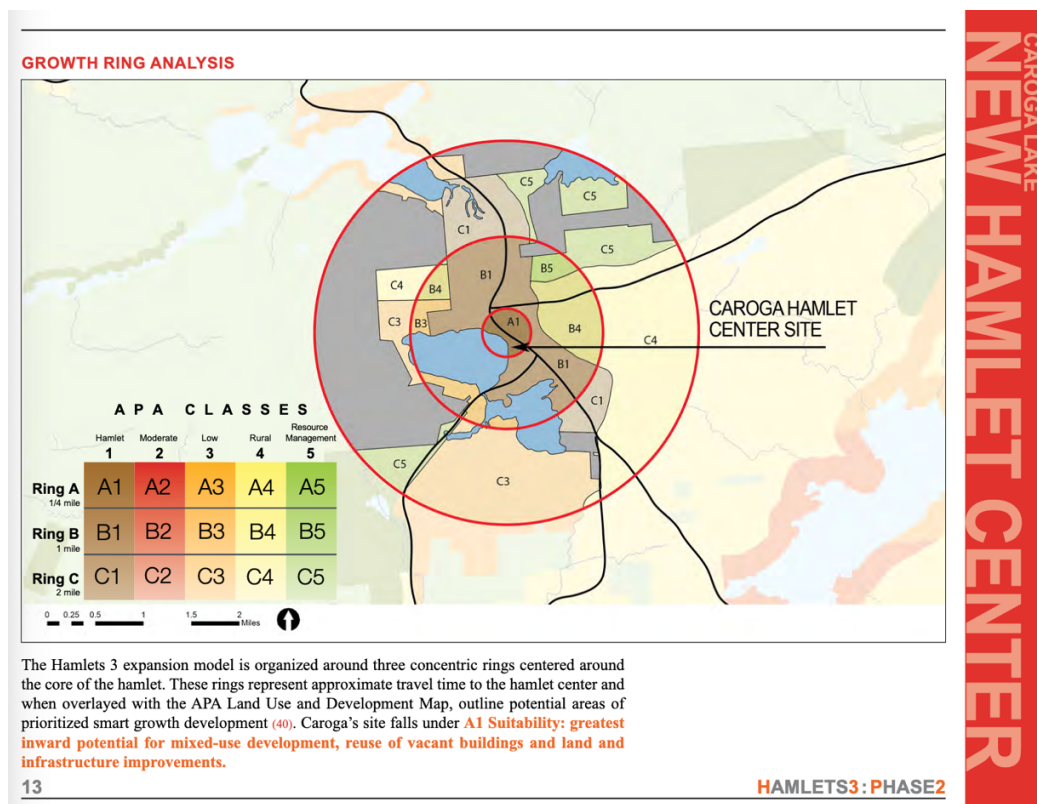 GROWTH RING ANALYSIS
CAROGA LAKE
NEW HAMLET CENTER
C5
C5
C1
C5
B1
B5
C4
B4
C3
B3
A1
B4
C4
CAROGA HAMLET
CENTER SITE
B1
C1
C5
C3
APA CLASSES
Hamlet Moderate Low Rural Resource Management
1 2 3 4 5
Ring A A1 A2 A3 A4 A5
1/4 mile
Ring B B1 B2 B3 B4 B5
1 mile
Ring C C1 C2 C3 C4 C5
2 mile
0 0.25 0.5 1 1.5 2
Miles
The Hamlets 3 expansion model is organized around three concentric rings centered around
the core of the hamlet. These rings represent approximate travel time to the hamlet center and
when overlayed with the APA Land Use and Development Map, outline potential areas of
prioritized smart growth development (40). Caroga's site falls under A1 Suitability: greatest
inward potential for mixed-use development, reuse of vacant buildings and land and
infrastructure improvements.
13
HAMLETS3:PHASE2